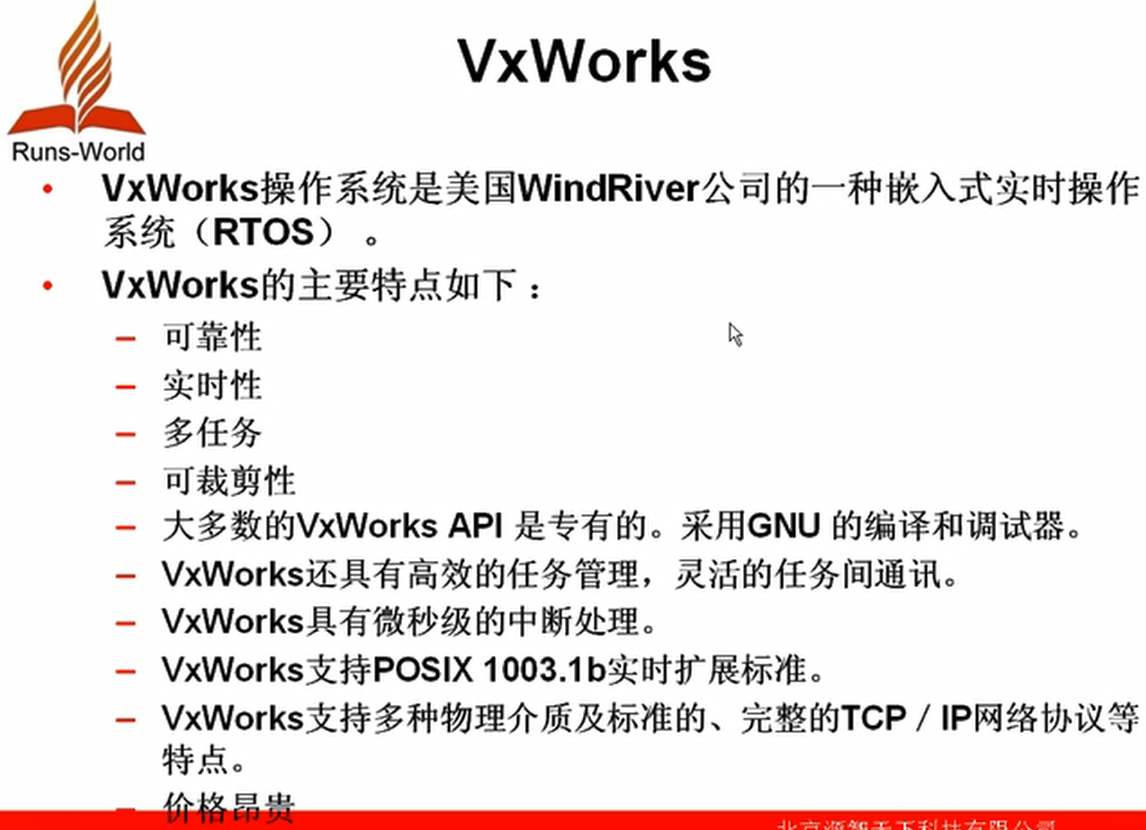 VxWorks
Runs-World
• VxWorks操作系统是美国WindRiver公司的一种嵌入式实时操作
系统（RTOS） 。
• VxWorks的主要特点如下：
– 可靠性
– 实时性
– 多任务
– 可裁剪性
– 大多数的VxWorks API 是专有的。采用GNU 的编译和调试器。
– VxWorks还具有高效的任务管理，灵活的任务间通讯。
– VxWorks具有微秒级的中断处理。
– VxWorks支持POSIX 1003.1b实时扩展标准。
– VxWorks支持多种物理介质及标准的、完整的TCP／IP网络协议等
特点。
– 价格昂贵
北京源智天下科技有限公司